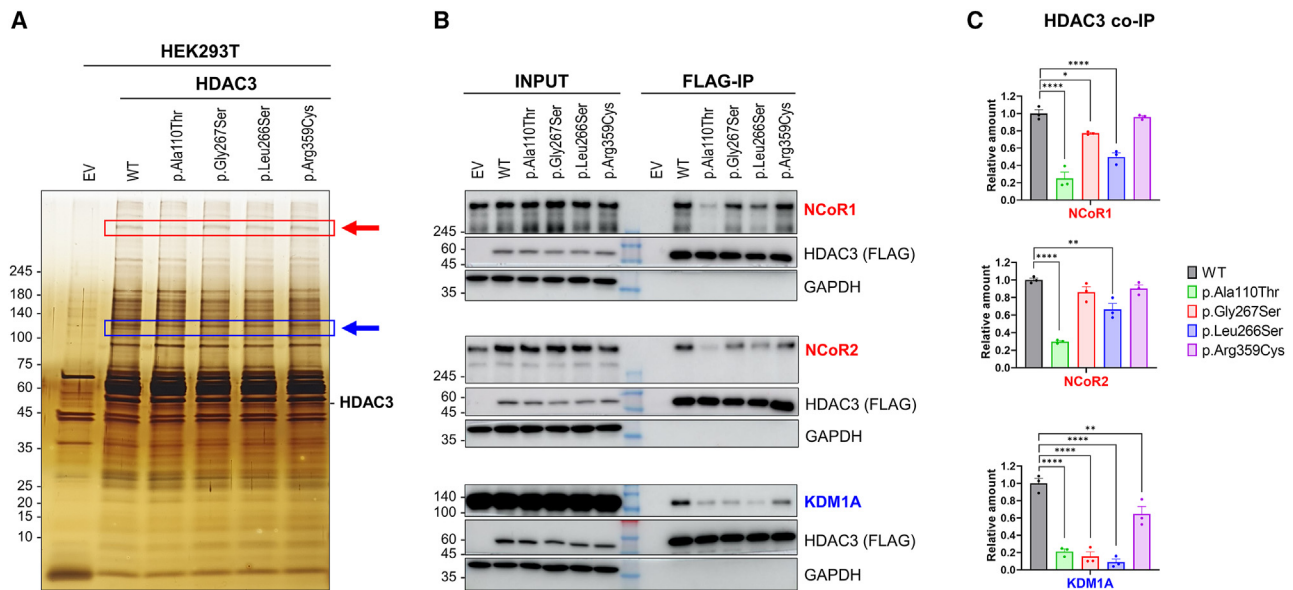 A
HEK293T
HDAC3
EV
WT
p.Ala110Thr
p.Gly267Ser
p.Leu266Ser
p.Arg359Cys
245
180
140
100
75
60
45
35
25
20
15
10
HDAC3
B
INPUT
FLAG-IP
EV
WT
p.Ala110Thr
p.Gly267Ser
p.Leu266Ser
p.Arg359Cys
EV
WT
p.Ala110Thr
p.Gly267Ser
p.Leu266Ser
p.Arg359Cys
NCoR1
245
60
45
HDAC3 (FLAG)
35
GAPDH
NCoR2
245
60
45
HDAC3 (FLAG)
35
GAPDH
140
100
KDM1A
60
45
HDAC3 (FLAG)
35
GAPDH
C
HDAC3 co-IP
Relative amount
1.2
1.0
0.8
0.6
0.4
0.2
0.0
****
*
****
NCoR1
Relative amount
1.2
1.0
0.8
0.6
0.4
0.2
0.0
**
****
NCoR2
WT
p.Ala110Thr
p.Gly267Ser
p.Leu266Ser
p.Arg359Cys
Relative amount
1.2
1.0
0.8
0.6
0.4
0.2
0.0
**
****
****
****
KDM1A